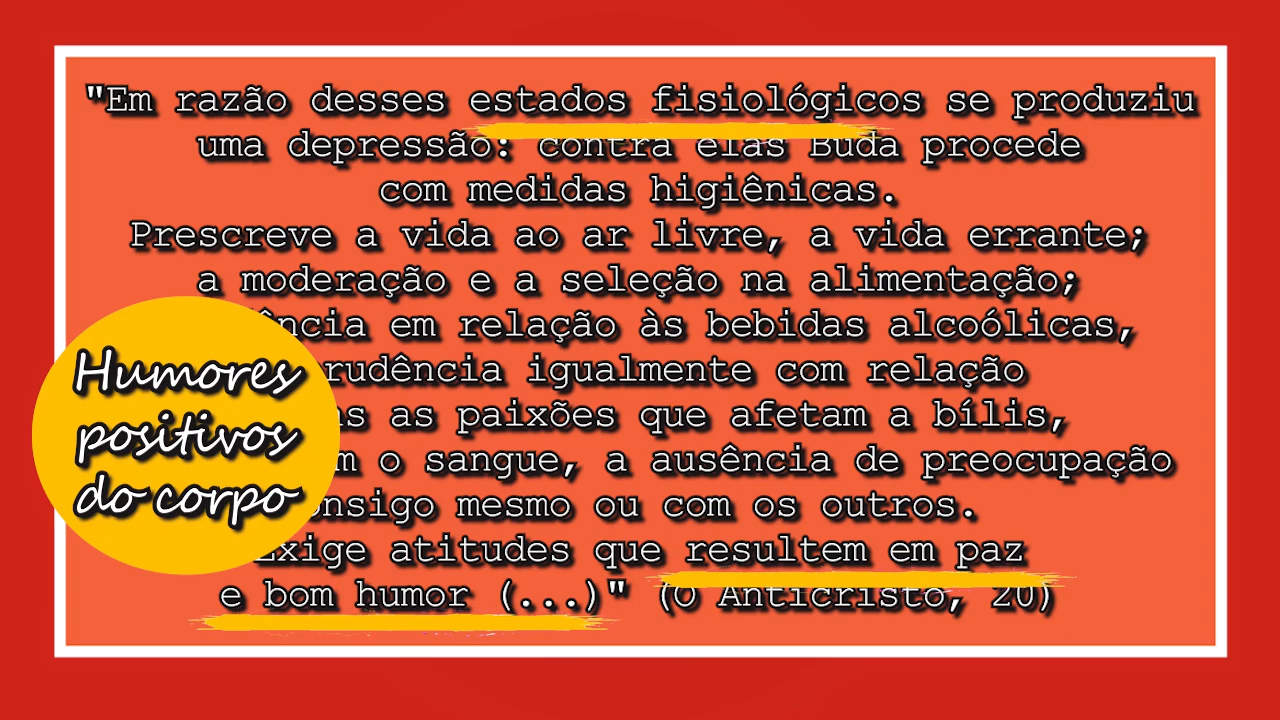 "Em razão desses estados fisiológicos se produziu
uma depressão: contra elas Buda procede
com medidas higiênicas.
Prescreve a vida ao ar livre, a vida errante;
a moderação e a seleção na alimentação;
em relação às bebidas alcoólicas,
igualmente com relação
as paixões que afetam a bílis,
o sangue, a ausência de preocupação
mesmo ou com os outros.
Exige atitudes que resultem em paz
e bom humor (...)" (O Anticristo, 20)
Humores
positivos
do corpo